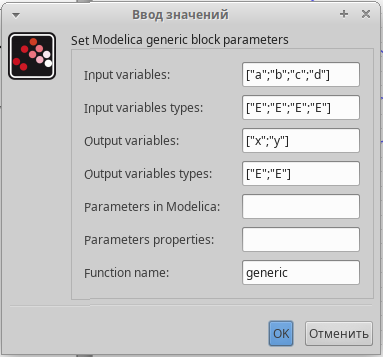 Ввод значений
Set Modelica generic block parameters
Input variables: ["a";"b";"c";"d"]
Input variables types: ["E";"E";"E";"E"]
Output variables: ["x";"y"]
Output variables types: ["E";"E"]
Parameters in Modelica:
Parameters properties:
Function name: generic
OK Отменить